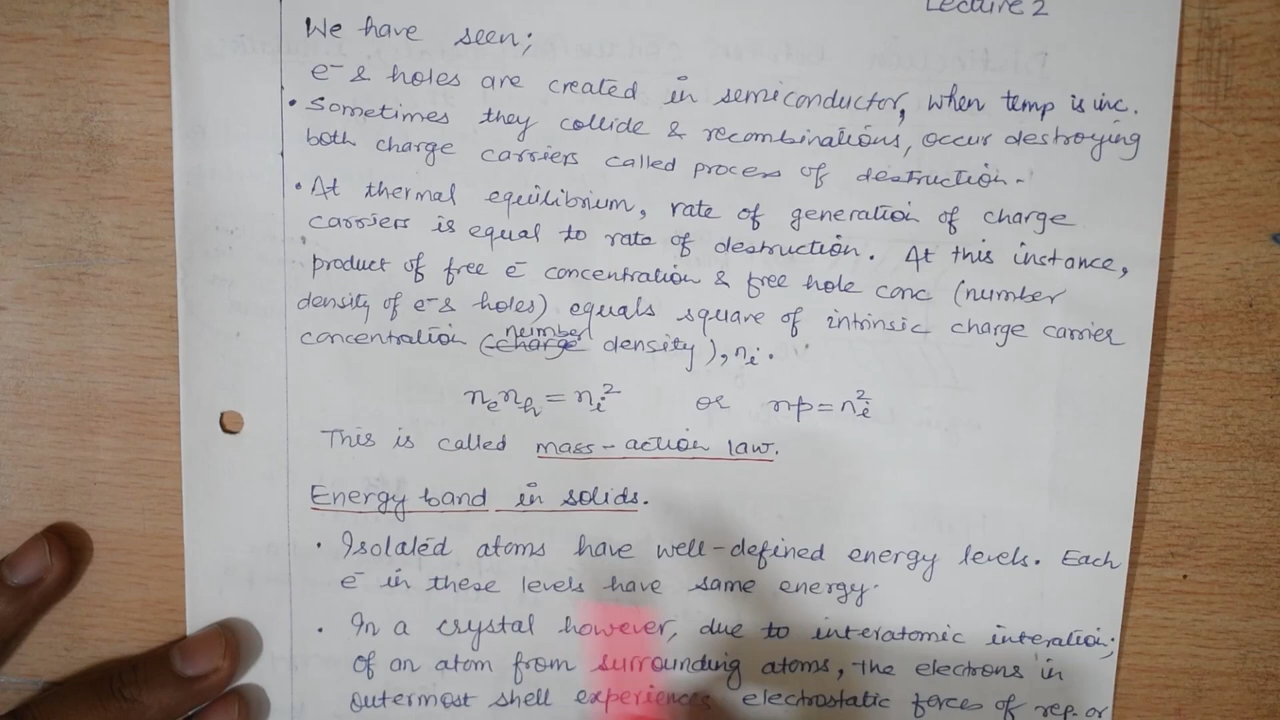 Lecture 2
We have seen;
e⁻ & holes are created in semiconductor, when temp is inc.
• Sometimes they collide & recombinations, occur destroying
both charge carriers called process of destruction.
• At thermal equilibrium, rate of generation of charge
carriers is equal to rate of destruction. At this instance,
product of free e⁻ concentration & free hole conc (number
density of e⁻ & holes) equals square of intrinsic charge carrier
number
concentration (charge density), nᵢ.
nₑnₕ = nᵢ² or np = nᵢ²
This is called mass-action law.
Energy band in solids.
• Isolated atoms have well-defined energy levels. Each
e⁻ in these levels have same energy.
• In a crystal however, due to interatomic interation;
of an atom from surrounding atoms, the electrons in
outermost shell experiences electrostatic forces of rep. or